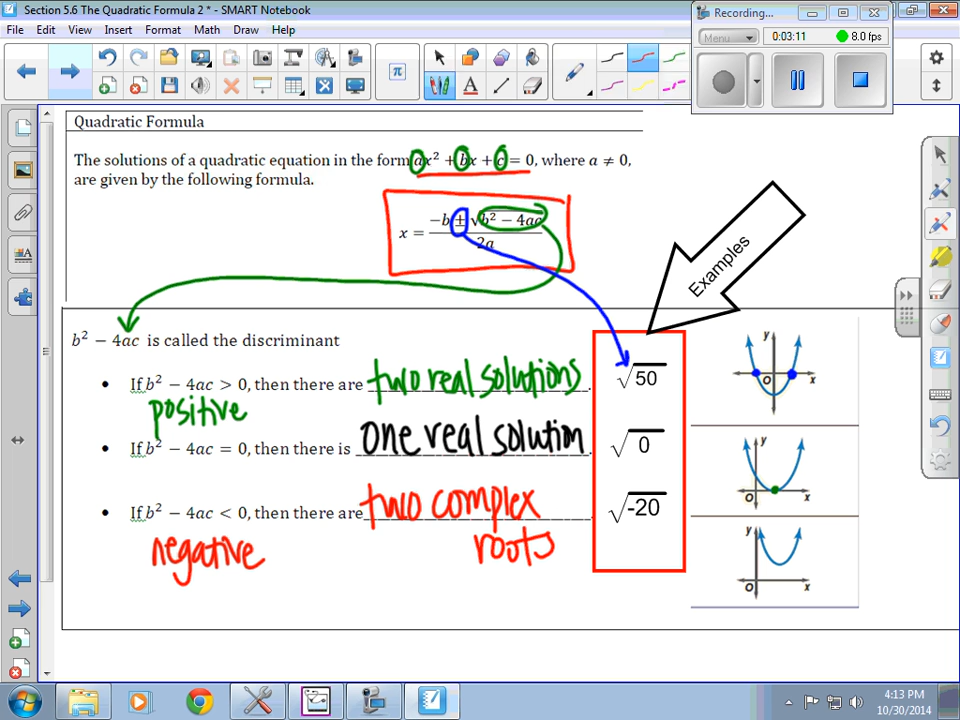 Section 5.6 The Quadratic Formula 2 * - SMART Notebook
File Edit View Insert Format Math Draw Help
Recording...
Menu
0:03:11
8.0 fps
π
A
Quadratic Formula
The solutions of a quadratic equation in the form ax² + bx + c = 0, where a ≠ 0,
are given by the following formula.
x = −b ± √b² − 4ac
2a
Examples
b² − 4ac is called the discriminant
If b² − 4ac > 0, then there are two real solutions.
positive
√50
y
O x
If b² − 4ac = 0, then there is one real solution.
√0
y
O x
If b² − 4ac < 0, then there are two complex
roots
negative
√-20
y
O x
4:13 PM
10/30/2014